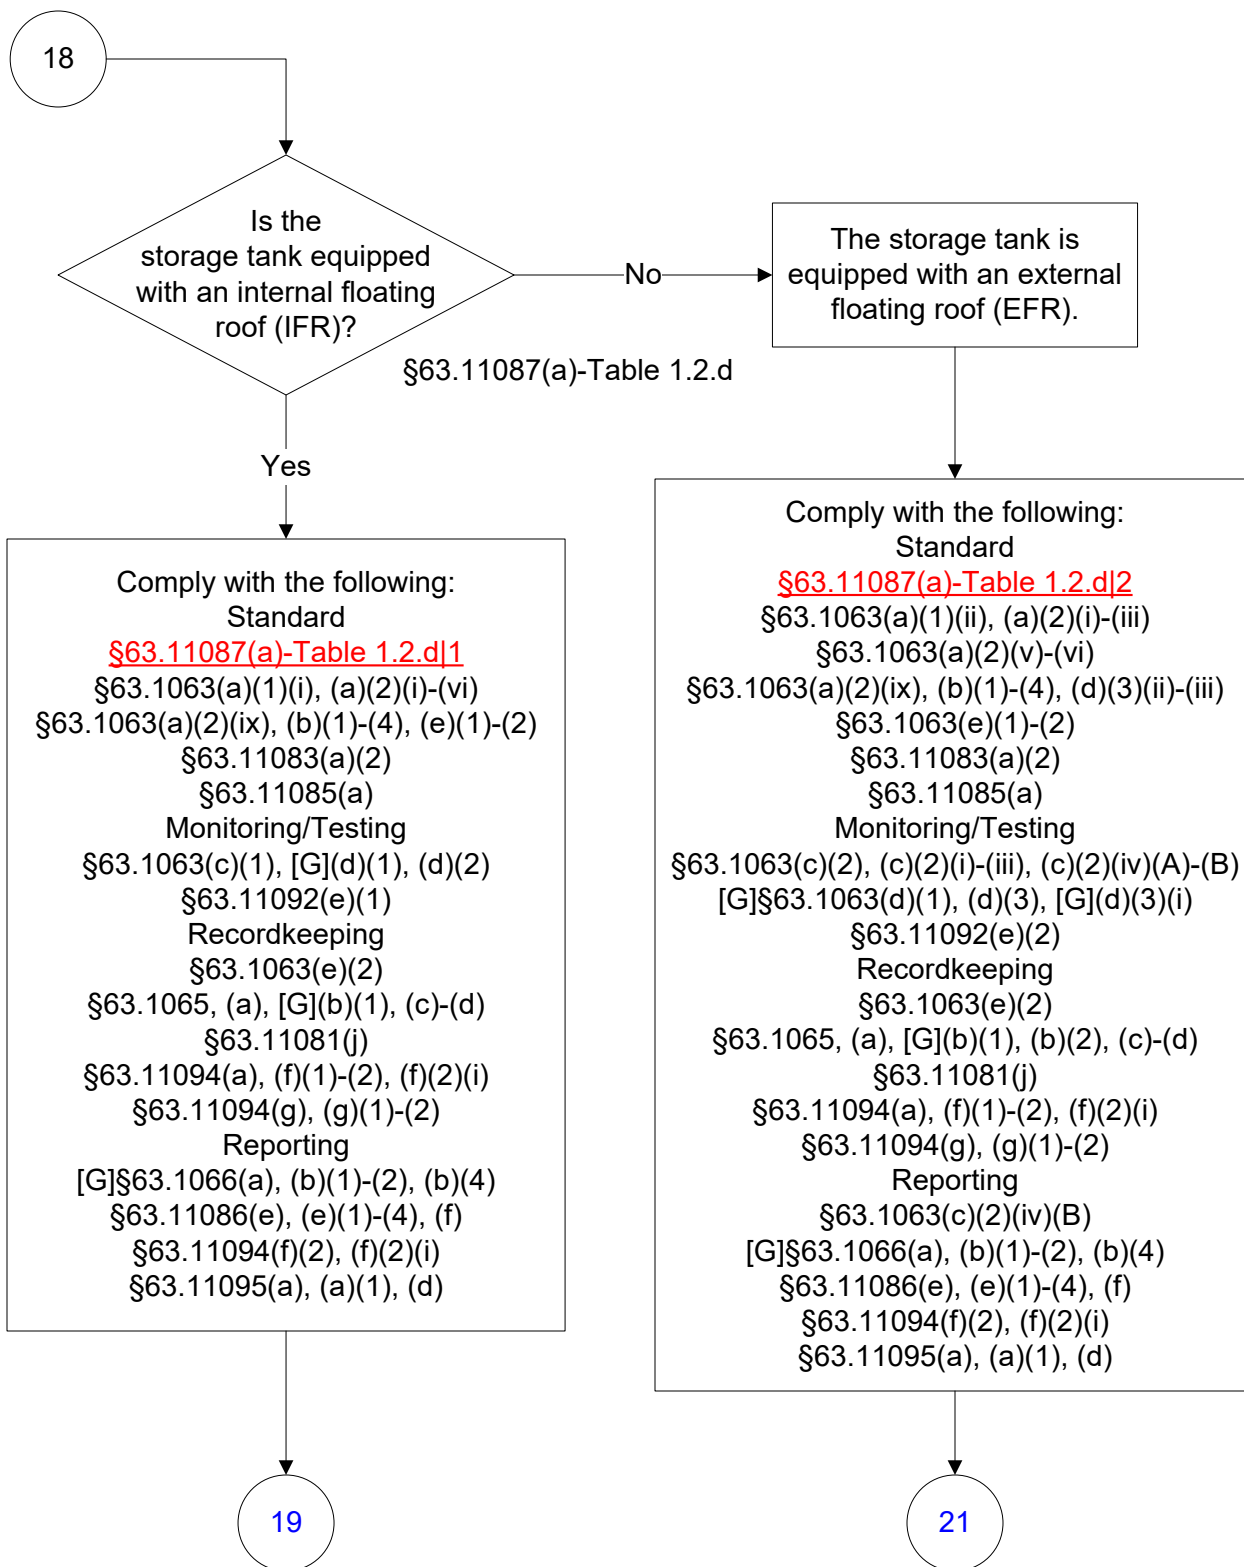 18
Is the
storage tank equipped
with an internal floating
roof (IFR)?
No
The storage tank is
equipped with an external
floating roof (EFR).
§63.11087(a)-Table 1.2.d
Yes
Comply with the following:
Standard
§63.11087(a)-Table 1.2.d|1
§63.1063(a)(1)(i), (a)(2)(i)-(vi)
§63.1063(a)(2)(ix), (b)(1)-(4), (e)(1)-(2)
§63.11083(a)(2)
§63.11085(a)
Monitoring/Testing
§63.1063(c)(1), [G](d)(1), (d)(2)
§63.11092(e)(1)
Recordkeeping
§63.1063(e)(2)
§63.1065, (a), [G](b)(1), (c)-(d)
§63.11081(j)
§63.11094(a), (f)(1)-(2), (f)(2)(i)
§63.11094(g), (g)(1)-(2)
Reporting
[G]§63.1066(a), (b)(1)-(2), (b)(4)
§63.11086(e), (e)(1)-(4), (f)
§63.11094(f)(2), (f)(2)(i)
§63.11095(a), (a)(1), (d)
19
Comply with the following:
Standard
§63.11087(a)-Table 1.2.d|2
§63.1063(a)(1)(ii), (a)(2)(i)-(iii)
§63.1063(a)(2)(v)-(vi)
§63.1063(a)(2)(ix), (b)(1)-(4), (d)(3)(ii)-(iii)
§63.1063(e)(1)-(2)
§63.11083(a)(2)
§63.11085(a)
Monitoring/Testing
§63.1063(c)(2), (c)(2)(i)-(iii), (c)(2)(iv)(A)-(B)
[G]§63.1063(d)(1), (d)(3), [G](d)(3)(i)
§63.11092(e)(2)
Recordkeeping
§63.1063(e)(2)
§63.1065, (a), [G](b)(1), (b)(2), (c)-(d)
§63.11081(j)
§63.11094(a), (f)(1)-(2), (f)(2)(i)
§63.11094(g), (g)(1)-(2)
Reporting
§63.1063(c)(2)(iv)(B)
[G]§63.1066(a), (b)(1)-(2), (b)(4)
§63.11086(e), (e)(1)-(4), (f)
§63.11094(f)(2), (f)(2)(i)
§63.11095(a), (a)(1), (d)
21